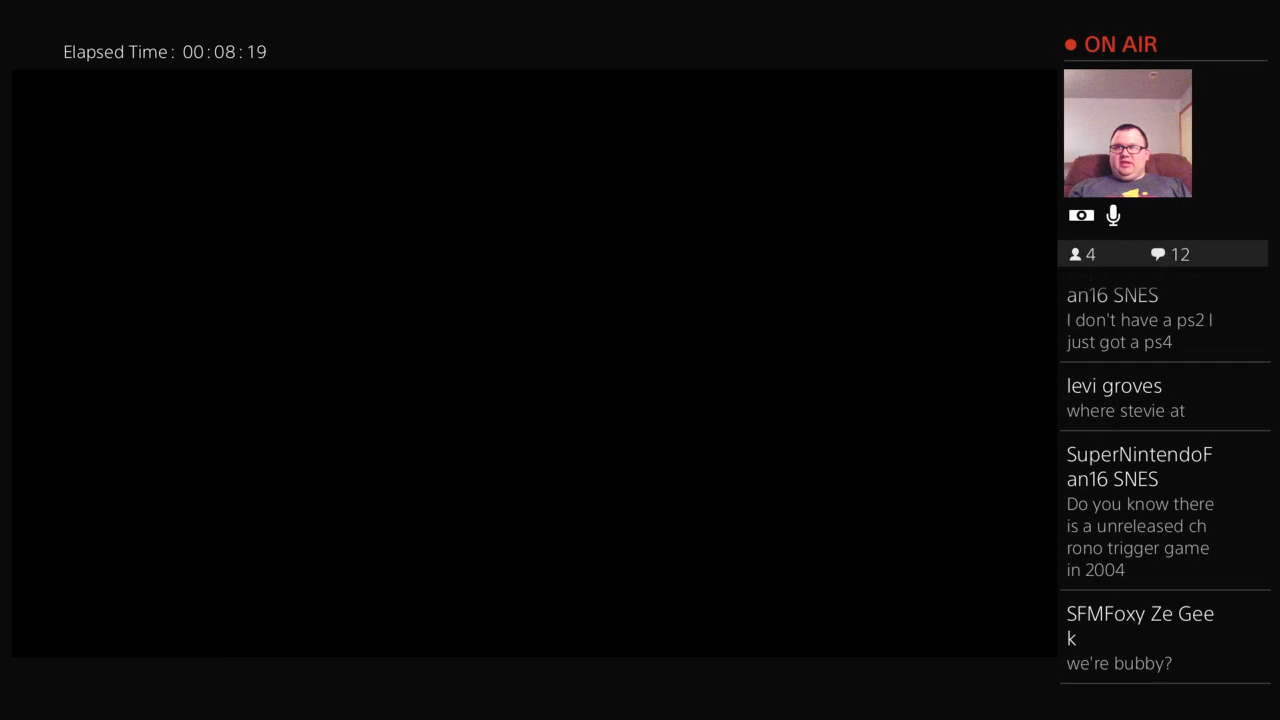 Elapsed Time: 00:08:19
ON AIR
4 12
an16 SNES
I don't have a ps2 I
just got a ps4
levi groves
where stevie at
SuperNintendoF
an16 SNES
Do you know there
is a unreleased ch
rono trigger game
in 2004
SFMFoxy Ze Gee
k
we're bubby?